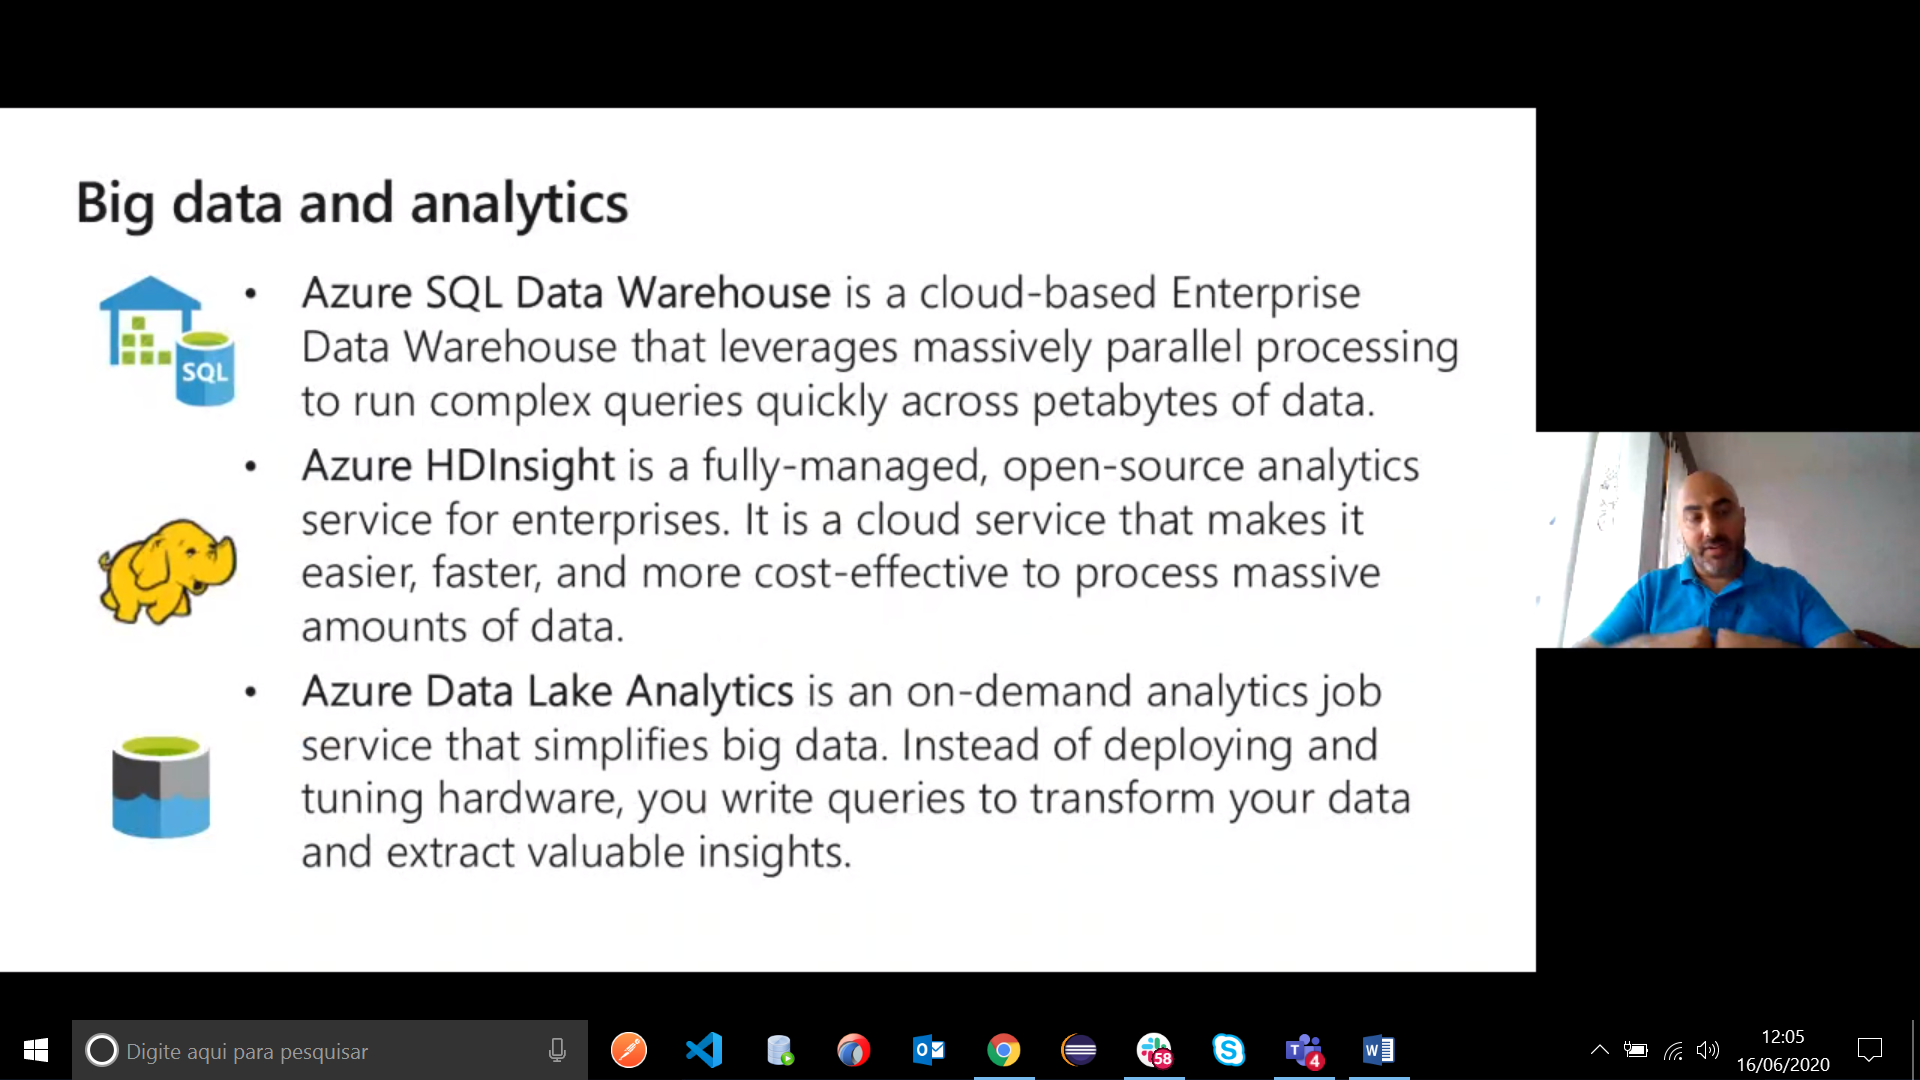 Big data and analytics
SQL
• Azure SQL Data Warehouse is a cloud-based Enterprise
Data Warehouse that leverages massively parallel processing
to run complex queries quickly across petabytes of data.
• Azure HDInsight is a fully-managed, open-source analytics
service for enterprises. It is a cloud service that makes it
easier, faster, and more cost-effective to process massive
amounts of data.
• Azure Data Lake Analytics is an on-demand analytics job
service that simplifies big data. Instead of deploying and
tuning hardware, you write queries to transform your data
and extract valuable insights.
Digite aqui para pesquisar
58
4
12:05
16/06/2020